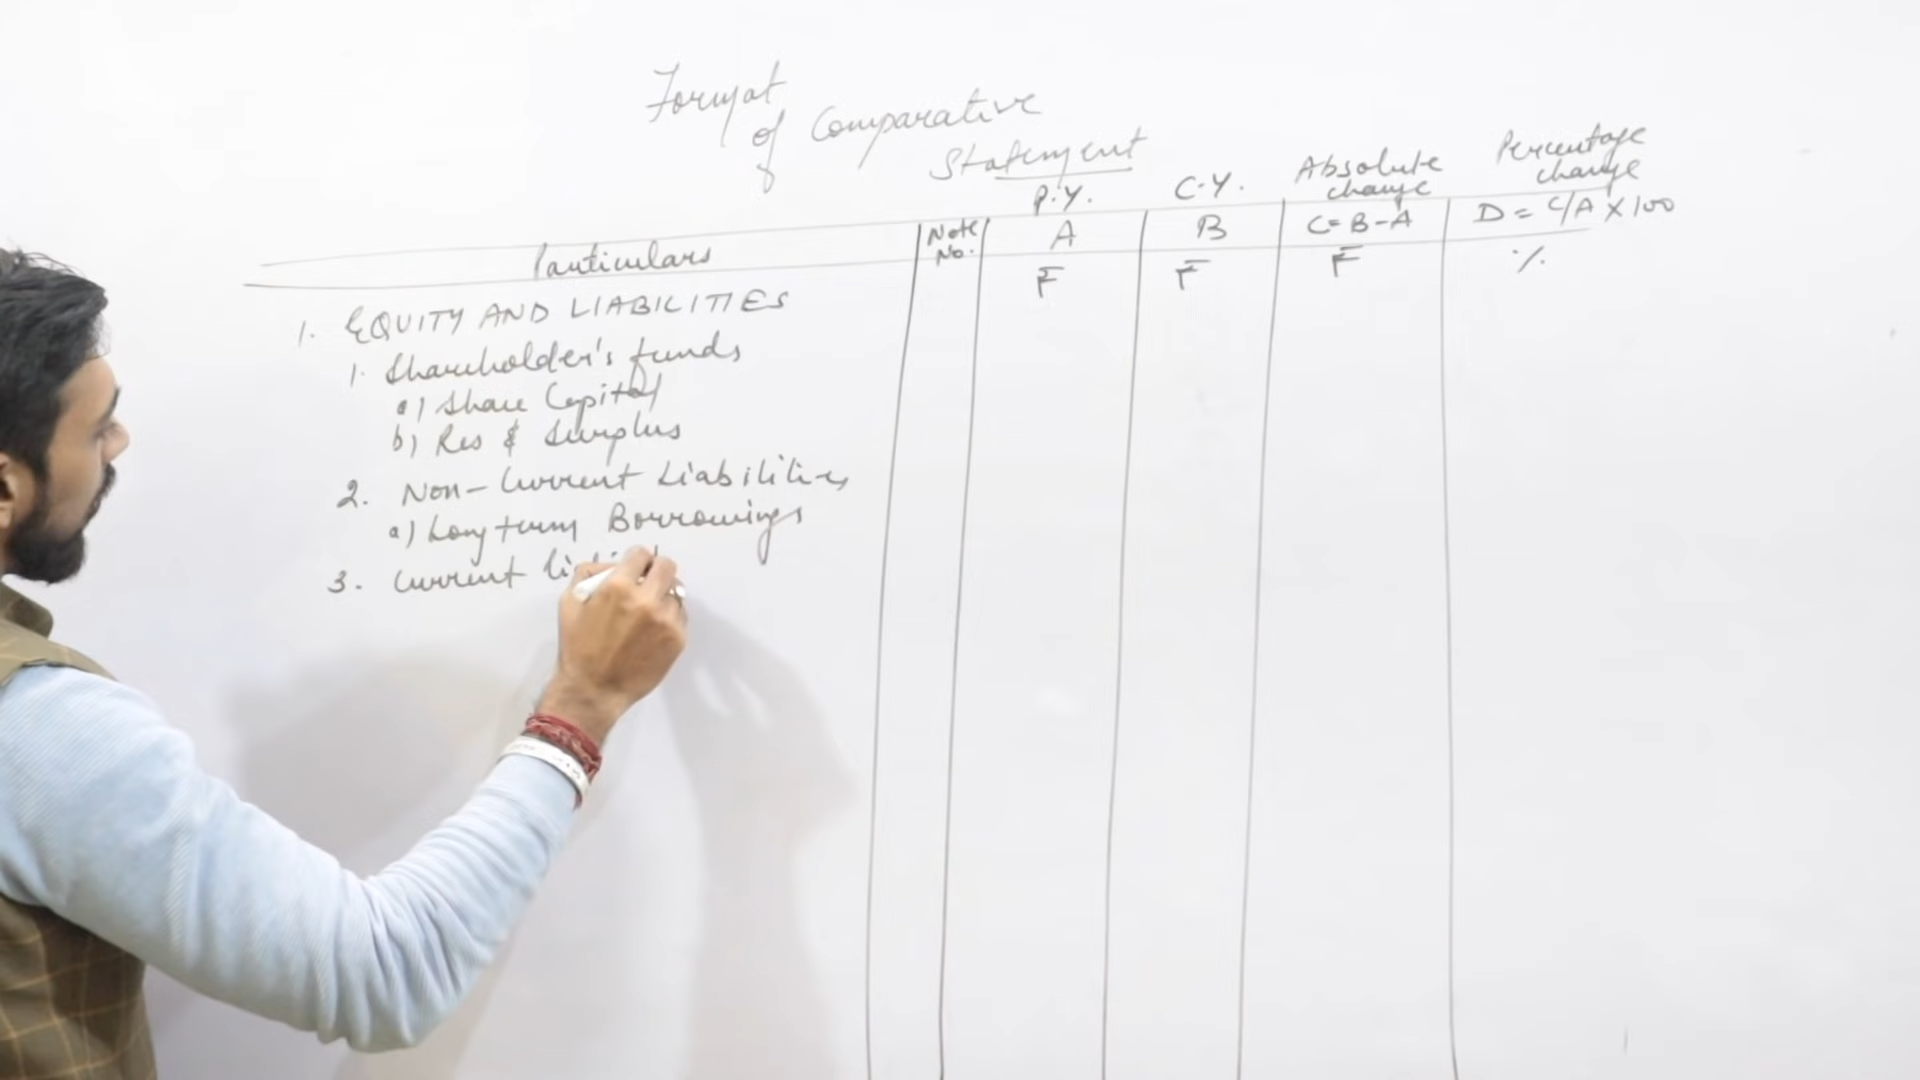 Format
of Comparative
Statement
P.Y.
C.Y.
Absolute
change
Percentage
change
Particulars
Note
No.
A
B
C = B - A
D = C/A X 100
F
F
F
%
1. EQUITY AND LIABILITIES
1. Shareholder's funds
a) Share Capital
b) Res & Surplus
2. Non-Current Liabilities
a) Long term Borrowings
3. Current